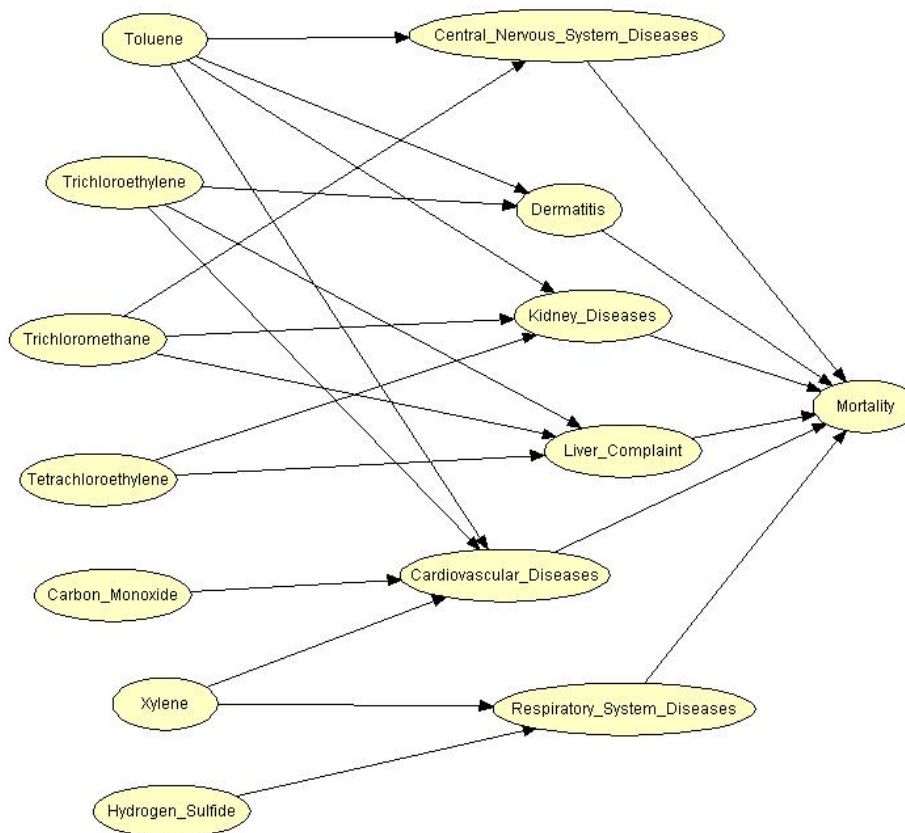 Toluene
Central_Nervous_System_Diseases
Trichloroethylene
Dermatitis
Kidney_Diseases
Trichloromethane
Mortality
Liver_Complaint
Tetrachloroethylene
Cardiovascular_Diseases
Carbon_Monoxide
Xylene
Respiratory_System_Diseases
Hydrogen_Sulfide